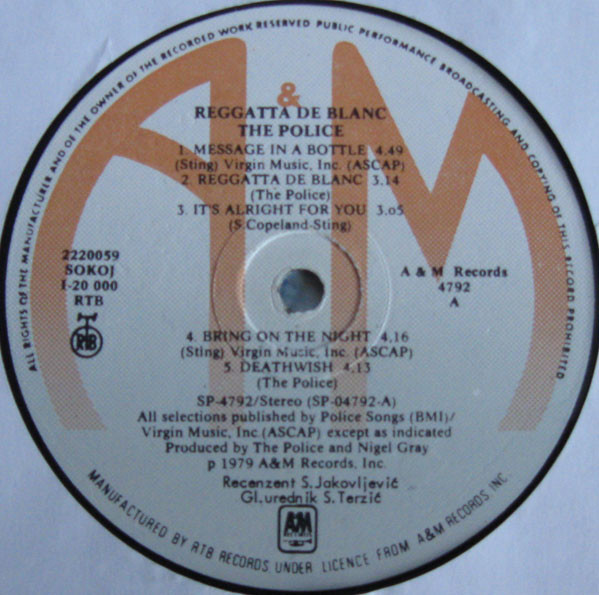 ALL RIGHTS OF THE MANUFACTURER AND OF THE OWNER OF THE RECORDED WORK RESERVED PUBLIC PERFORMANCE BROADCASTING AND COPYING OF THIS RECORD PROHIBITED
&
REGGATTA DE BLANC
THE POLICE
1. MESSAGE IN A BOTTLE 4.49
(Sting) Virgin Music, Inc. (ASCAP)
2. REGGATTA DE BLANC 3.14
(The Police)
3. IT'S ALRIGHT FOR YOU 3.05
(S.Copeland-Sting)
2220059
SOKOJ
I-20 000
RTB
RTB
A & M Records
4792
A
4. BRING ON THE NIGHT 4,16
(Sting) Virgin Music, Inc. (ASCAP)
5. DEATHWISH 4.13
(The Police)
SP-4792/Stereo (SP-04792-A)
All selections published by Police Songs (BMI)/
Virgin Music, Inc (ASCAP) except as indicated
Produced by The Police and Nigel Gray
p 1979 A&M Records, Inc.
Recenzent S.Jakovljević
Gl.urednik S.Terzić
AM
MANUFACTURED BY RTB RECORDS UNDER LICENCE FROM A&M RECORDS INC.